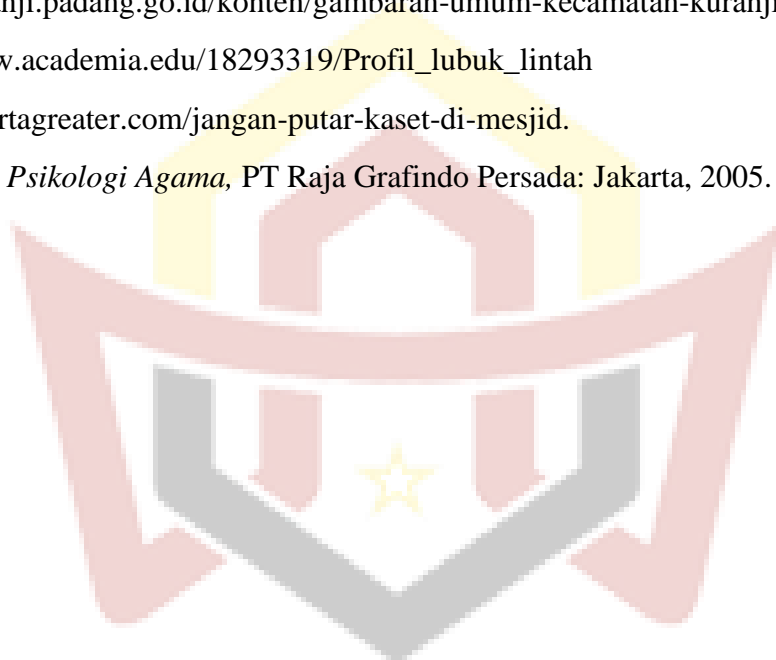 nji.padang.go.id/konten/gambaran-umum-kecamatan-kuranji
w.academia.edu/18293319/Profil_lubuk_lintah
rtagreater.com/jangan-putar-kaset-di-mesjid.
Psikologi Agama, PT Raja Grafindo Persada: Jakarta, 2005.